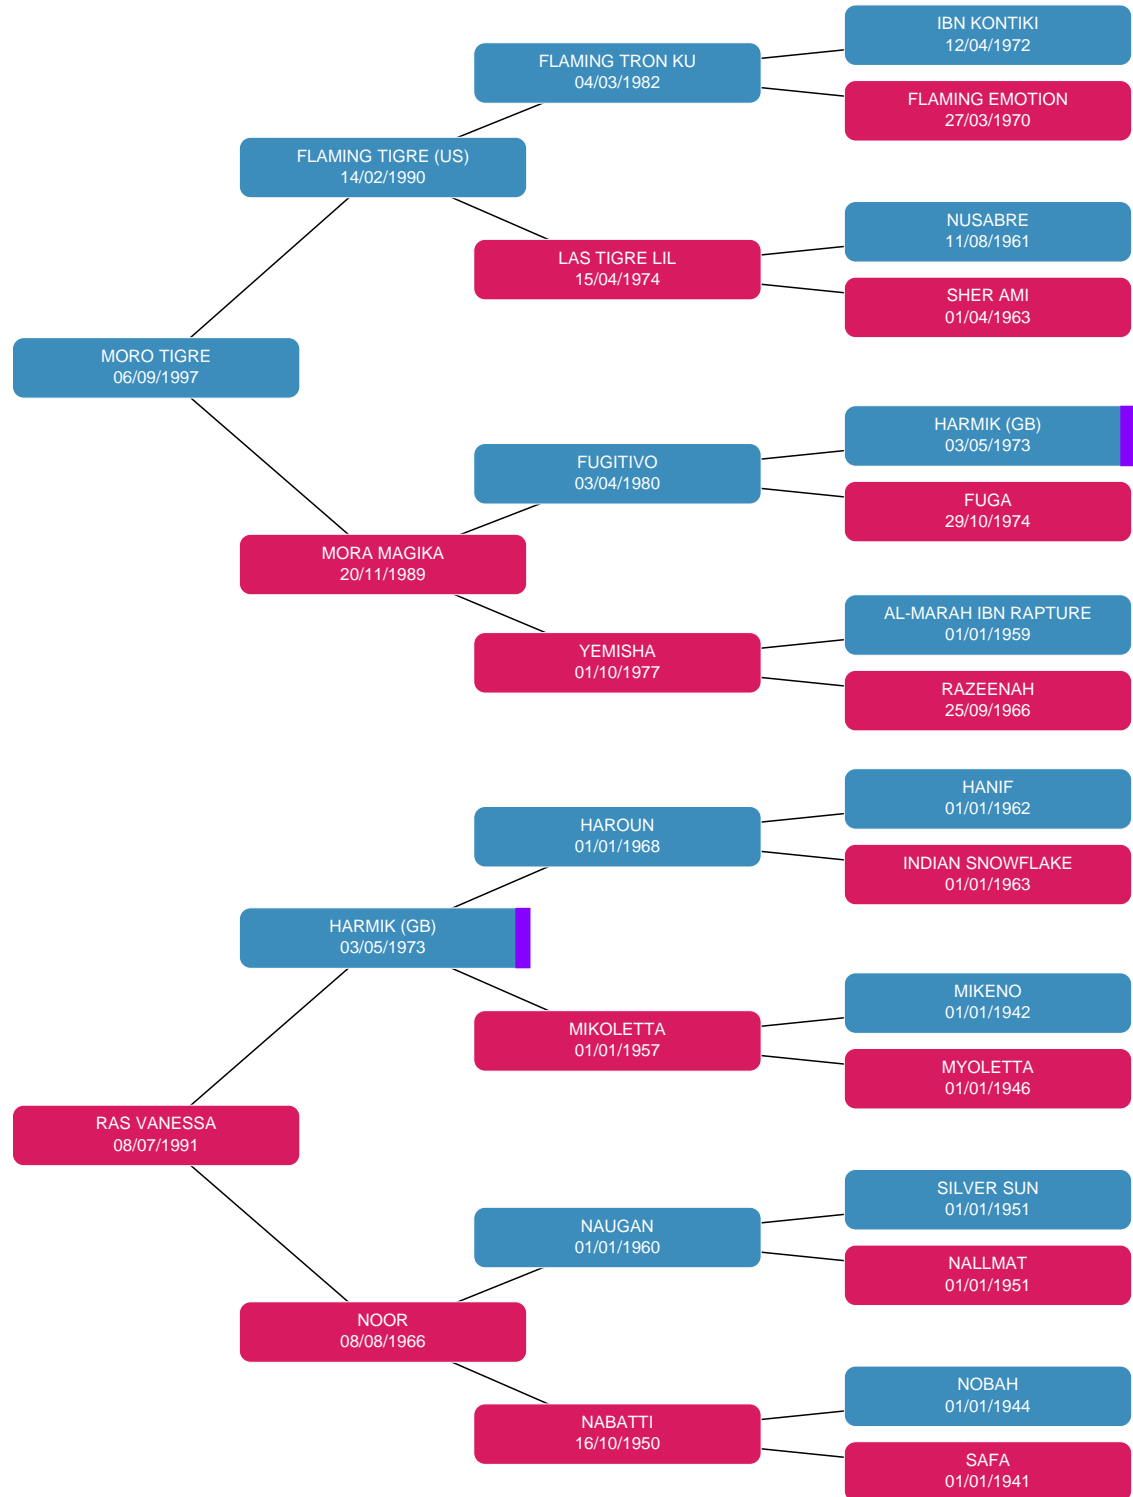 IBN KONTIKI
12/04/1972
FLAMING TRON KU
04/03/1982
FLAMING EMOTION
27/03/1970
FLAMING TIGRE (US)
14/02/1990
NUSABRE
11/08/1961
LAS TIGRE LIL
15/04/1974
SHER AMI
01/04/1963
MORO TIGRE
06/09/1997
HARMIK (GB)
03/05/1973
FUGITIVO
03/04/1980
FUGA
29/10/1974
MORA MAGIKA
20/11/1989
AL-MARAH IBN RAPTURE
01/01/1959
YEMISHA
01/10/1977
RAZEENAH
25/09/1966
HANIF
01/01/1962
HAROUN
01/01/1968
INDIAN SNOWFLAKE
01/01/1963
HARMIK (GB)
03/05/1973
MIKENO
01/01/1942
MIKOLETTA
01/01/1957
MYOLETTA
01/01/1946
RAS VANESSA
08/07/1991
SILVER SUN
01/01/1951
NAUGAN
01/01/1960
NALLMAT
01/01/1951
NOOR
08/08/1966
NOBAH
01/01/1944
NABATTI
16/10/1950
SAFA
01/01/1941